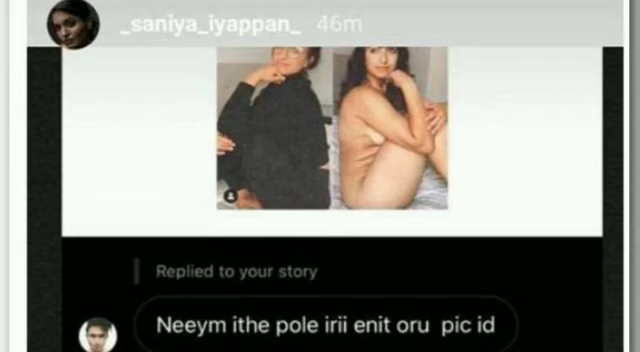 _saniya_iyappan_ 46m
Replied to your story
Neeym ithe pole irii enit oru pic id